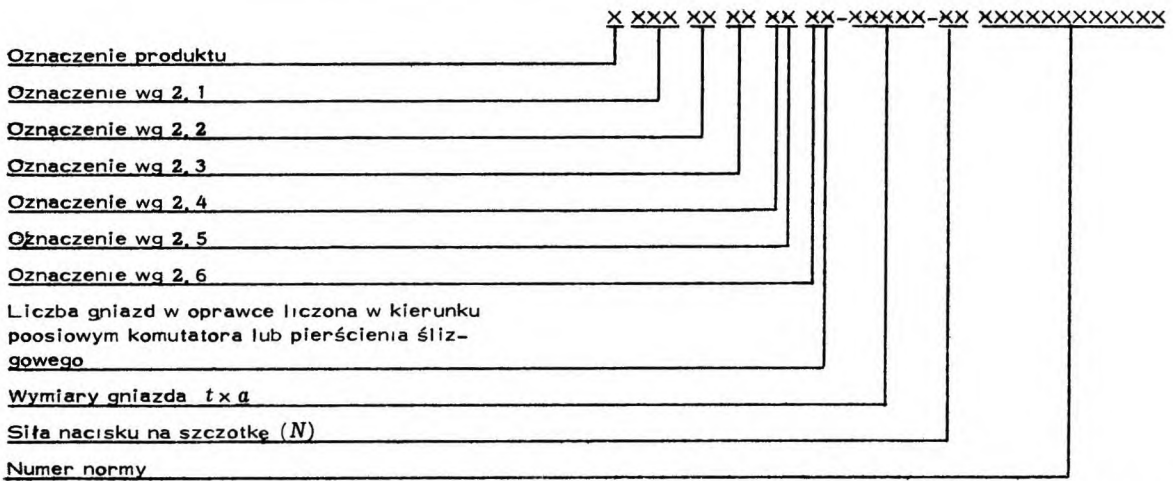 X XXX XX XX XX XX-XXXXX-XX XXXXXXXXXXXX
Oznaczenie produktu
Oznaczenie wg 2.1
Oznaczenie wg 2.2
Oznaczenie wg 2.3
Oznaczenie wg 2.4
Oznaczenie wg 2.5
Oznaczenie wg 2.6
Liczba gniazd w oprawce liczona w kierunku
poosiowym komutatora lub pierścienia śliz-
gowego
Wymiary gniazda t x a
Siła nacisku na szczotkę (N)
Numer normy